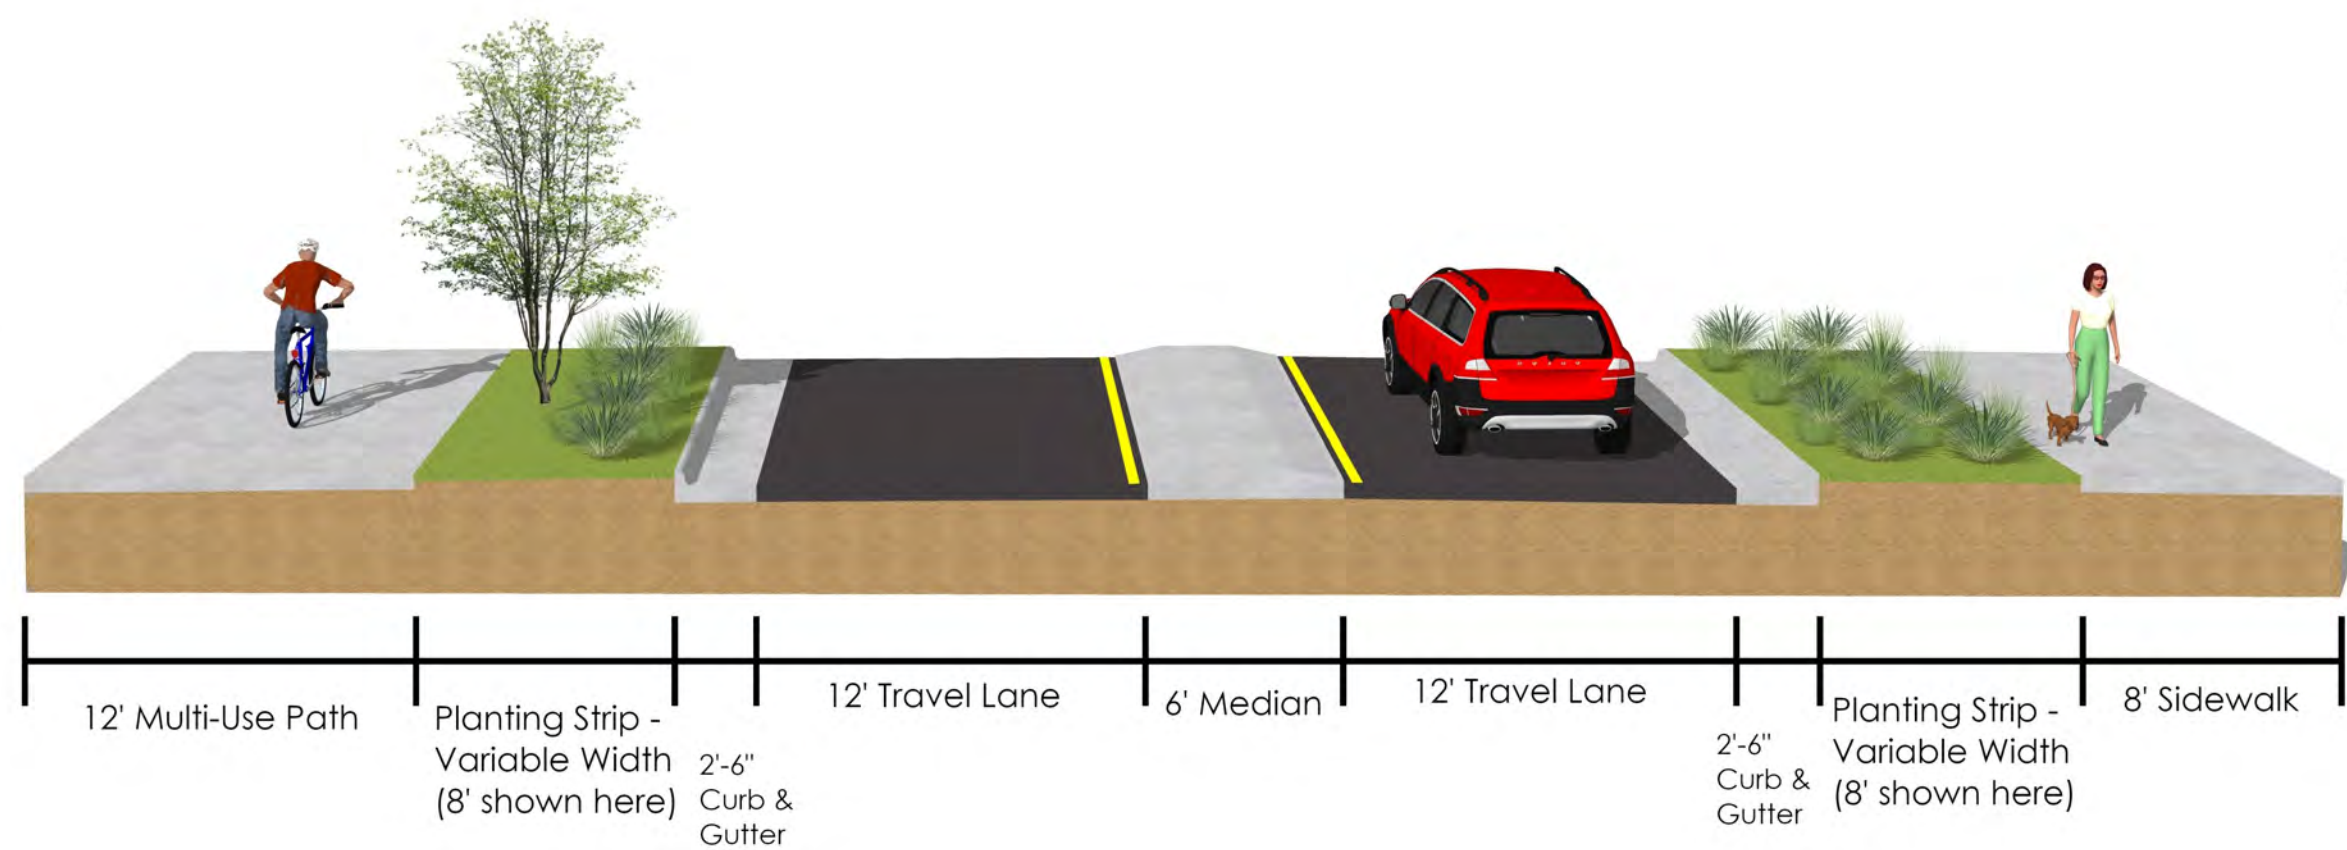 12' Multi-Use Path
Planting Strip -
Variable Width
(8' shown here)
2'-6"
Curb &
Gutter
12' Travel Lane
6' Median
12' Travel Lane
2'-6"
Curb &
Gutter
Planting Strip -
Variable Width
(8' shown here)
8' Sidewalk